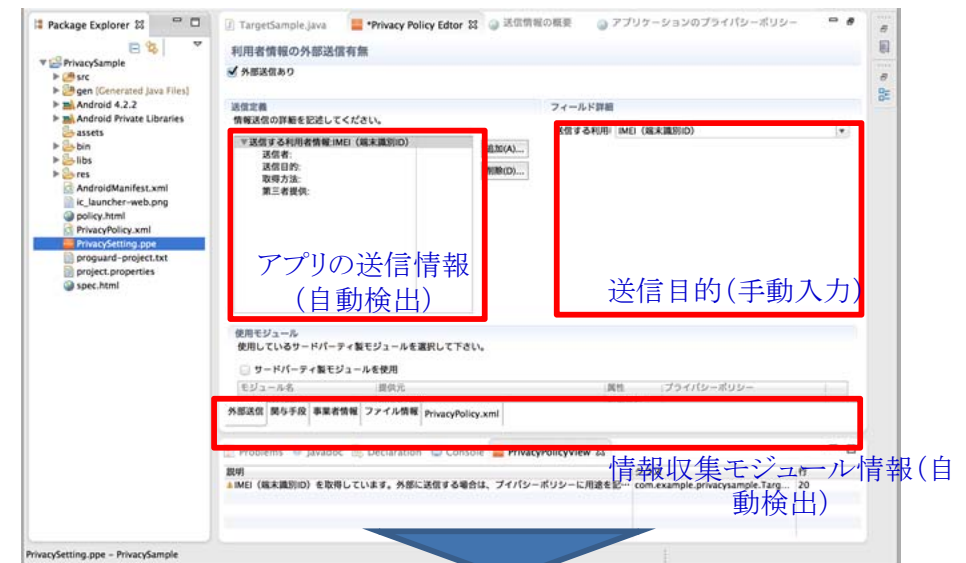 Package Explorer
TargetSample.java
*Privacy Policy Edtor
送信情報の概要
アプリケーションのプライバシーポリシー
PrivacySample
src
gen [Generated Java Files]
Android 4.2.2
Android Private Libraries
assets
bin
libs
res
AndroidManifest.xml
ic_launcher-web.png
policy.html
PrivacyPolicy.xml
PrivacySetting.ppe
proguard-project.txt
project.properties
spec.html
利用者情報の外部送信有無
外部送信あり
送信定義
情報送信の詳細を記述してください。
送信する利用者情報:IMEI（端末識別ID）
送信者:
送信目的:
取得方法:
第三者提供:
追加(A)...
削除(D)...
フィールド詳細
送信する利用: IMEI（端末識別ID）
アプリの送信情報
（自動検出）
送信目的（手動入力）
使用モジュール
使用しているサードパーティ製モジュールを選択して下さい。
サードパーティ製モジュールを使用
モジュール名 提供元 属性 プライバシーポリシー
外部送信 関与手段 事業者情報 ファイル情報 PrivacyPolicy.xml
Problems Javadoc Declaration Console PrivacyPolicyView
情報収集モジュール情報（自
動検出）
説明 行
IMEI（端末識別ID）を取得しています。外部に送信する場合は、プイバシーポリシーに用途を記… com.example.privacysample.Targ... 20
PrivacySetting.ppe – PrivacySample